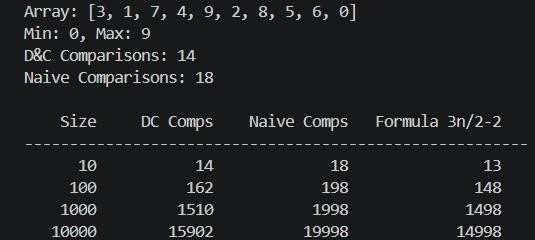 Array: [3, 1, 7, 4, 9, 2, 8, 5, 6, 0]
Min: 0, Max: 9
D&C Comparisons: 14
Naive Comparisons: 18
Size DC Comps Naive Comps Formula 3n/2-2
--------------------------------------------------------
10 14 18 13
100 162 198 148
1000 1510 1998 1498
10000 15902 19998 14998